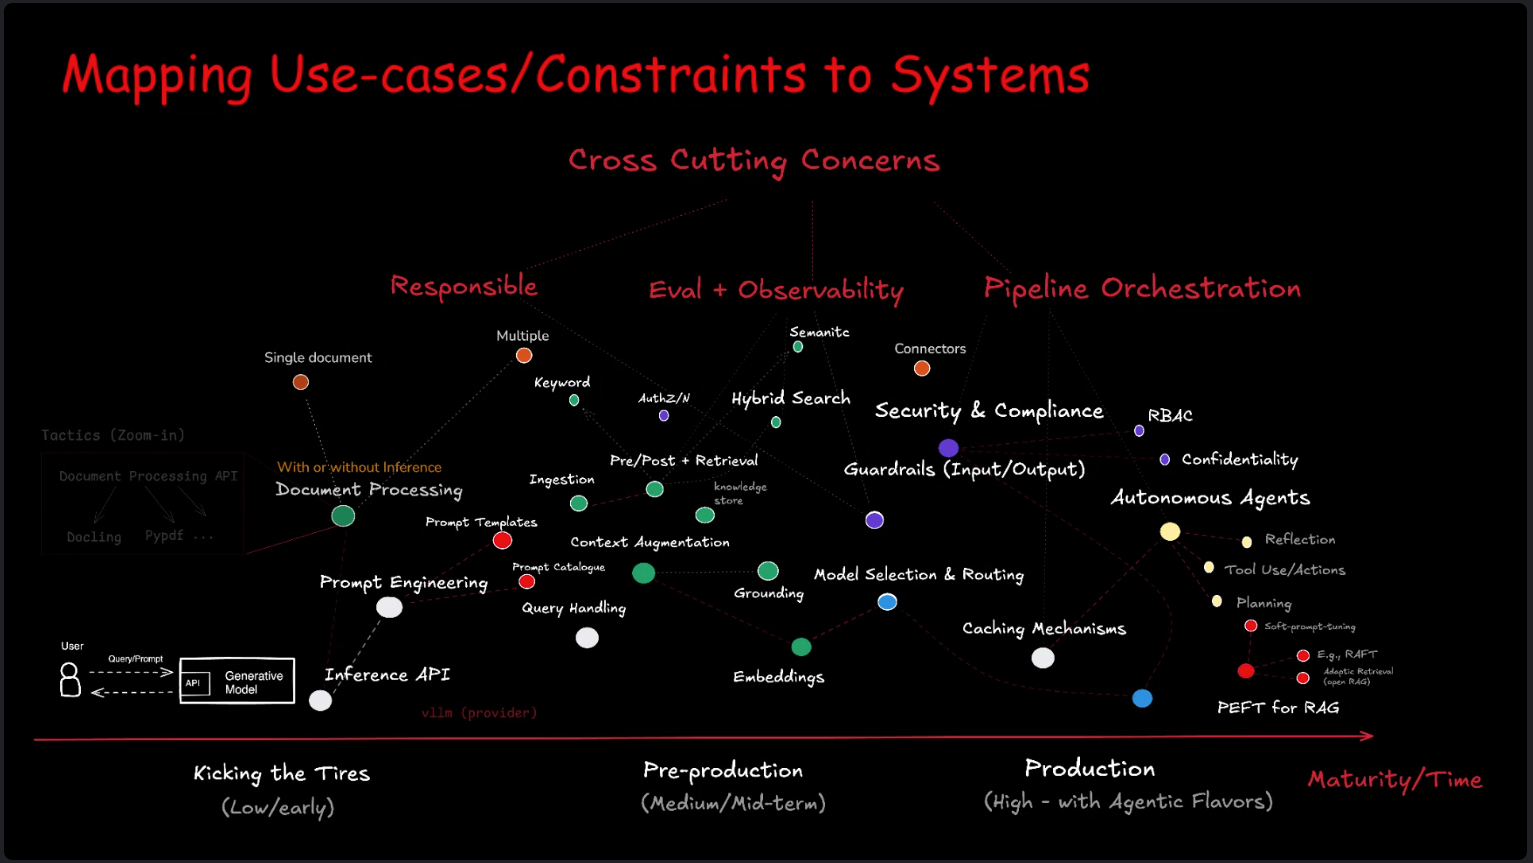 Mapping Use-cases/Constraints to Systems
Cross Cutting Concerns
Responsible
Eval + Observability
Pipeline Orchestration
Semanitc
Multiple
Connectors
Single document
Keyword
AuthZ/N
Hybrid Search
Security & Compliance
RBAC
Tactics (Zoom-in)
Document Processing API
Docling
Pypdf ...
With or without Inference
Document Processing
Pre/Post + Retrieval
Guardrails (Input/Output)
Confidentiality
Ingestion
knowledge
store
Autonomous Agents
Prompt Templates
Context Augmentation
Reflection
Prompt Catalogue
Tool Use/Actions
Prompt Engineering
Model Selection & Routing
Grounding
Planning
Query Handling
Caching Mechanisms
Soft-prompt-tuning
E.g., RAFT
Adaptic Retrieval
(open RAG)
User
Query/Prompt
API
Generative
Model
Inference API
Embeddings
PEFT for RAG
vllm (provider)
Kicking the Tires
(Low/early)
Pre-production
(Medium/Mid-term)
Production
(High - with Agentic Flavors)
Maturity/Time